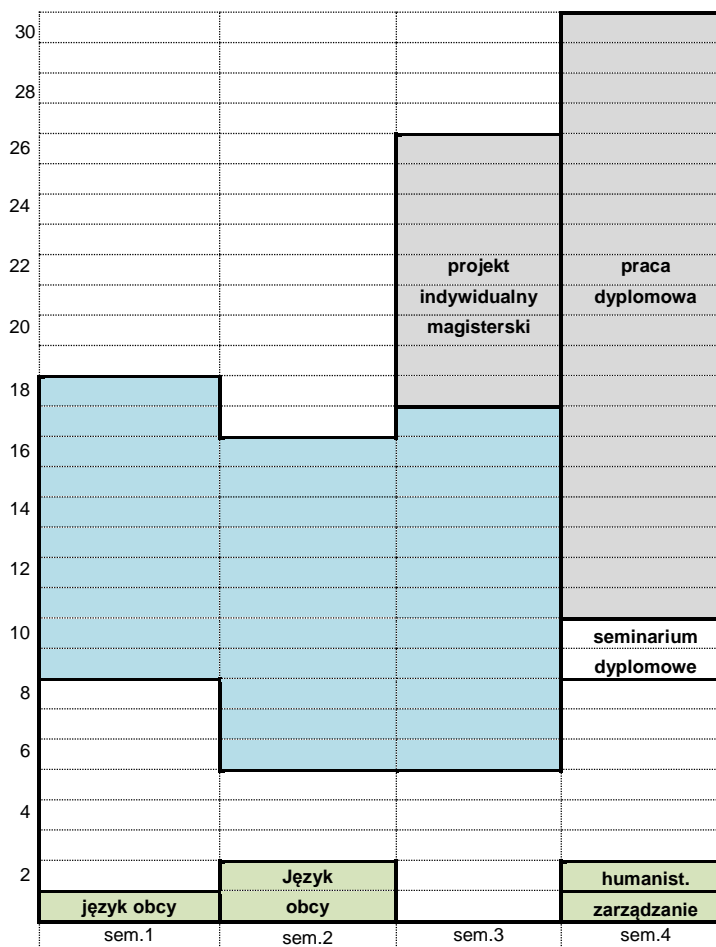 30
28
26
24
22
20
18
16
14
12
10
8
6
4
2
projekt
indywidualny
magisterski
praca
dyplomowa
seminarium
dyplomowe
język obcy
Język
obcy
humanist.
zarządzanie
sem.1
sem.2
sem.3
sem.4